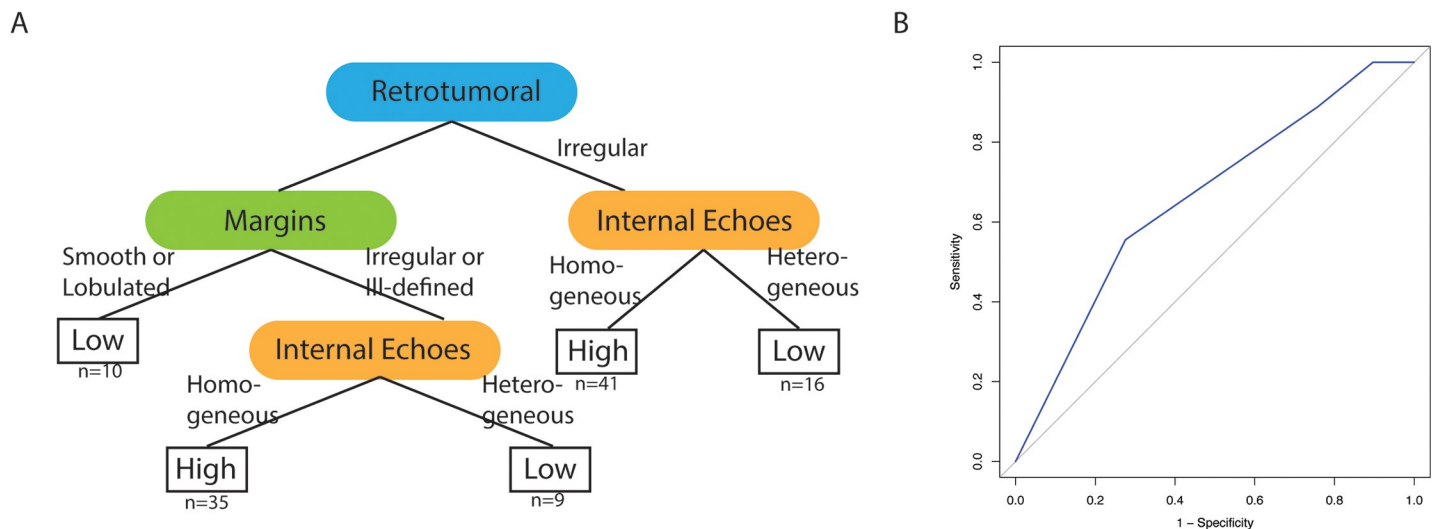 A
Retrotumoral
Irregular
Margins
Internal Echoes
Smooth or
Lobulated
Irregular or
Ill-defined
Homo-
geneous
Hetero-
geneous
Low
n=10
Internal Echoes
High
n=41
Low
n=16
Homo-
geneous
Hetero-
geneous
High
n=35
Low
n=9
B
Sensitivity
1.0
0.8
0.6
0.4
0.2
0.0
0.0 0.2 0.4 0.6 0.8 1.0
1 – Specificity